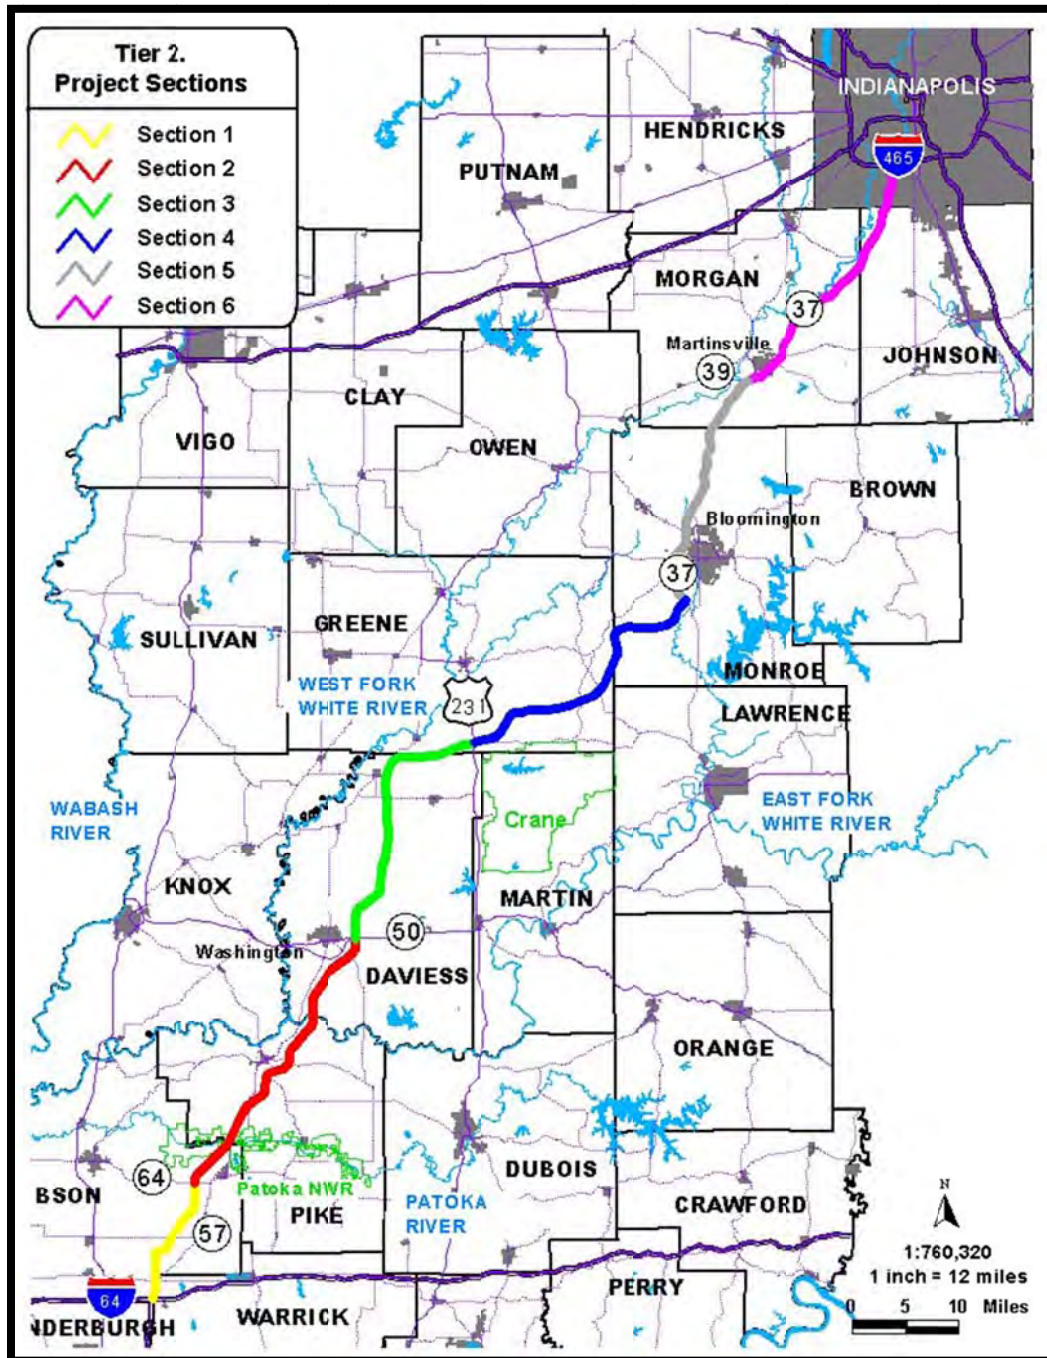 Tier 2.
Project Sections
Section 1
Section 2
Section 3
Section 4
Section 5
Section 6
INDIANAPOLIS
HENDRICKS
465
PUTNAM
MORGAN
37
Martinsville
JOHNSON
39
CLAY
VIGO
OWEN
BROWN
Bloomington
37
GREENE
SULLIVAN
MONROE
WEST FORK
WHITE RIVER
231
LAWRENCE
WABASH
RIVER
EAST FORK
WHITE RIVER
Crane
KNOX
MARTIN
50
Washington
DAVIESS
ORANGE
DUBOIS
64
Patoka NWR
BSON
PIKE
PATOKA
RIVER
CRAWFORD
N
57
1:760,320
1 inch = 12 miles
PERRY
64
WARRICK
0 5 10 Miles
NDERBURGH